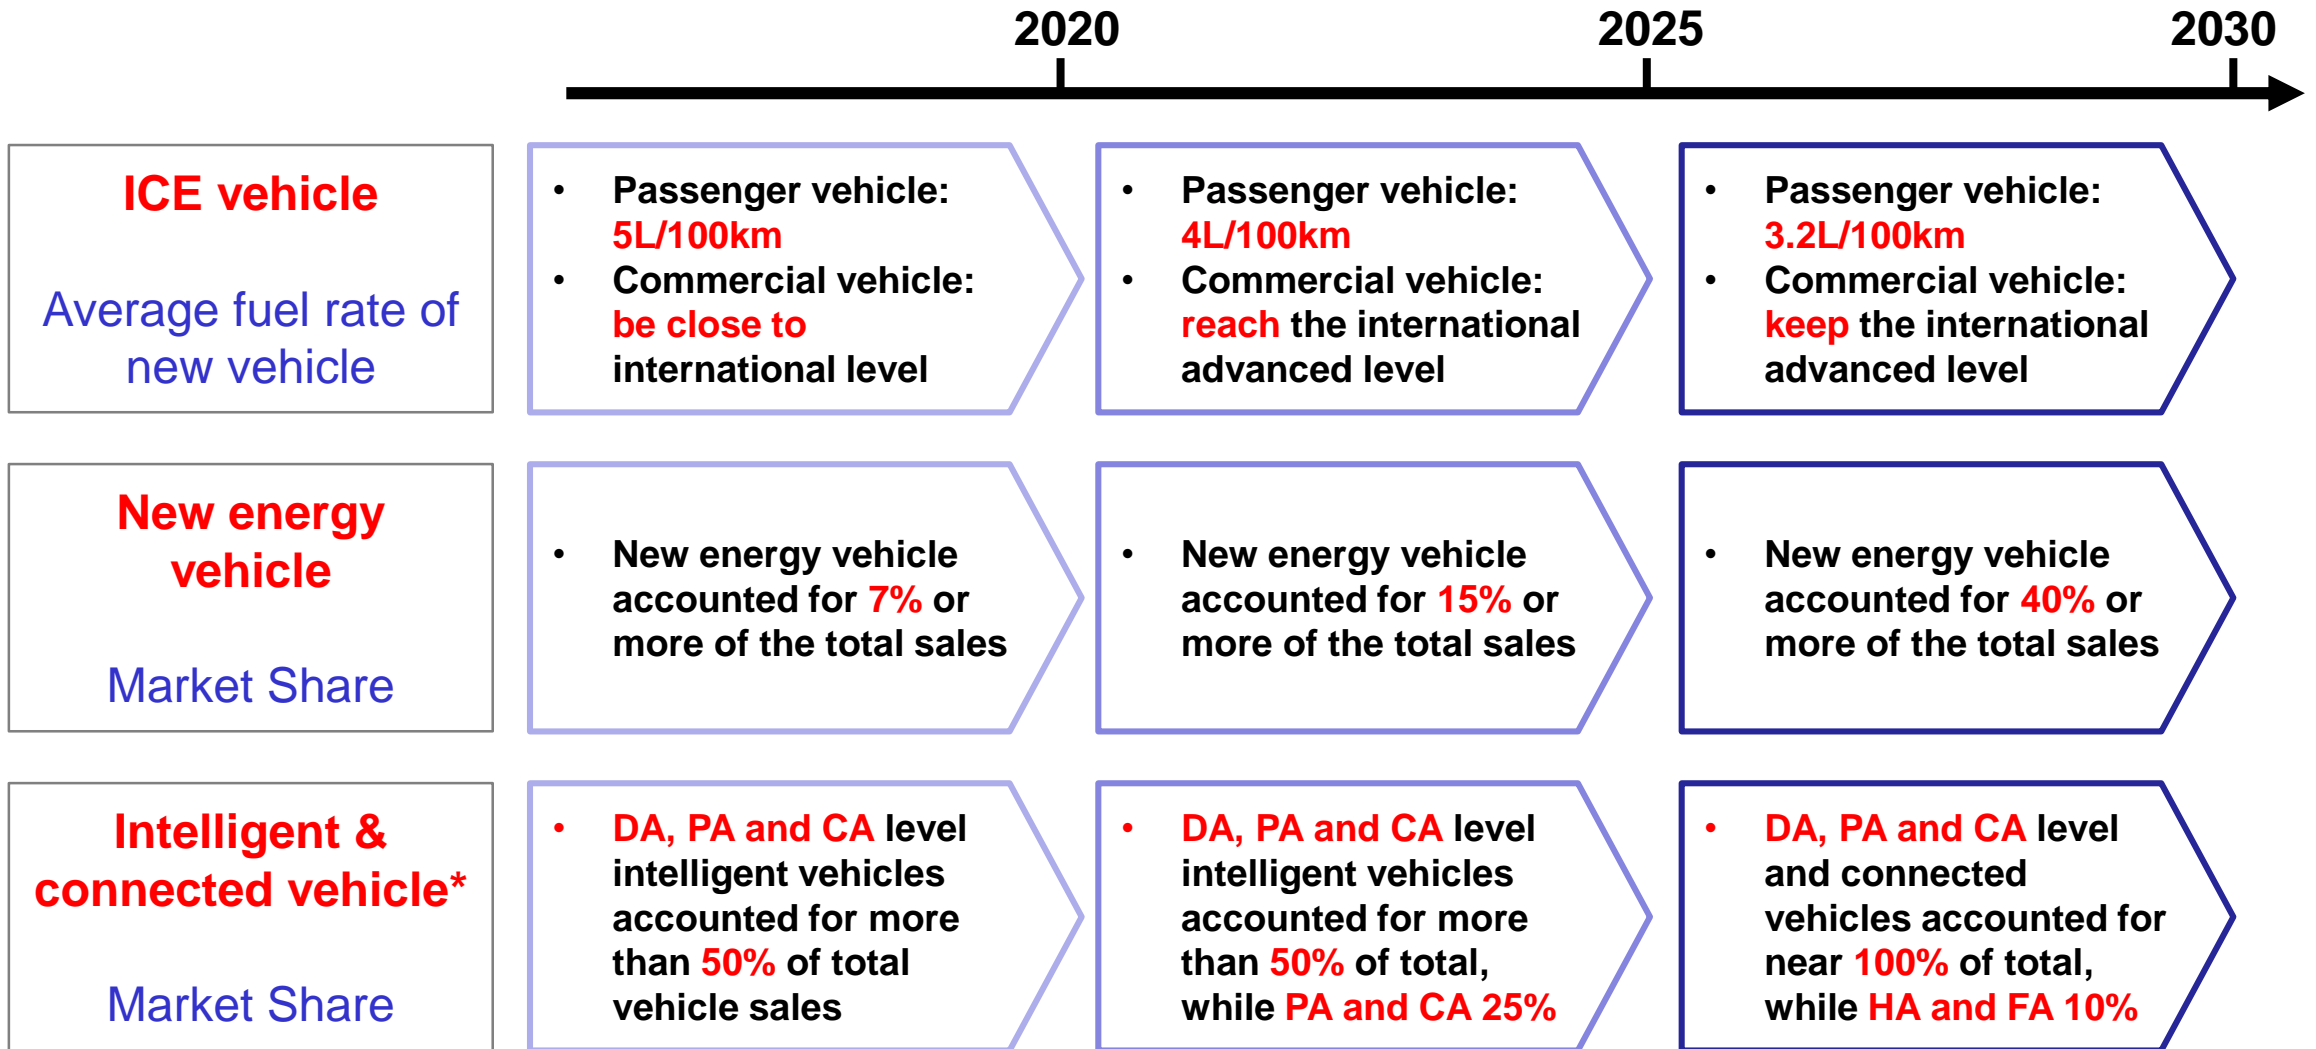 2020
2025
2030
ICE vehicle
Average fuel rate of
new vehicle
• Passenger vehicle:
5L/100km
• Commercial vehicle:
be close to
international level
• Passenger vehicle:
4L/100km
• Commercial vehicle:
reach the international
advanced level
• Passenger vehicle:
3.2L/100km
• Commercial vehicle:
keep the international
advanced level
New energy
vehicle
Market Share
• New energy vehicle
accounted for 7% or
more of the total sales
• New energy vehicle
accounted for 15% or
more of the total sales
• New energy vehicle
accounted for 40% or
more of the total sales
Intelligent &
connected vehicle*
Market Share
• DA, PA and CA level
intelligent vehicles
accounted for more
than 50% of total
vehicle sales
• DA, PA and CA level
intelligent vehicles
accounted for more
than 50% of total,
while PA and CA 25%
• DA, PA and CA level
and connected
vehicles accounted for
near 100% of total,
while HA and FA 10%